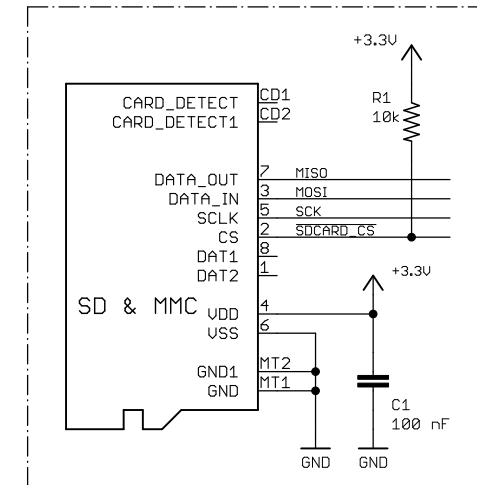 +3.3V
R1
10k
CARD_DETECT CD1
CARD_DETECT1 CD2
DATA_OUT 7 MISO
DATA_IN 3 MOSI
SCLK 5 SCK
CS 2 SDCARD_CS
DAT1 8
DAT2 1
+3.3V
SD & MMC
VDD 4
VSS 6
GND1 MT2
GND MT1
C1
100 nF
GND GND